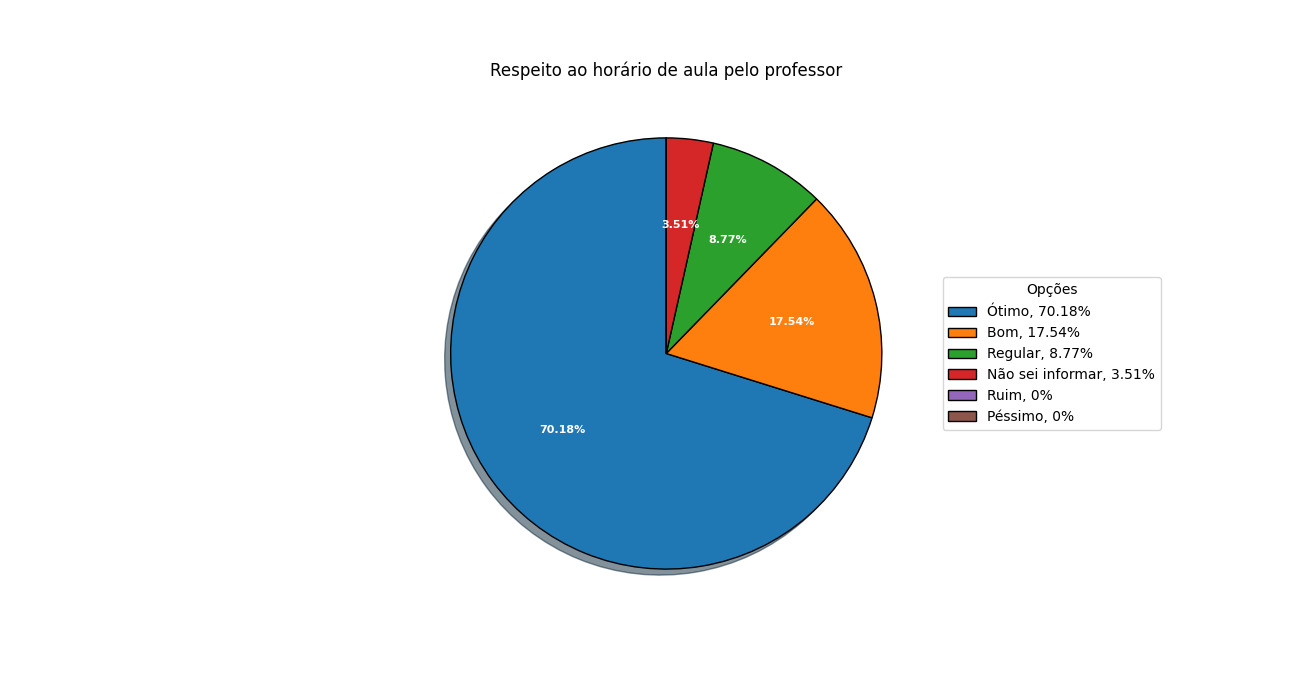 Respeito ao horário de aula pelo professor
3.51%
8.77%
17.54%
70.18%
Opções
Ótimo, 70.18%
Bom, 17.54%
Regular, 8.77%
Não sei informar, 3.51%
Ruim, 0%
Péssimo, 0%